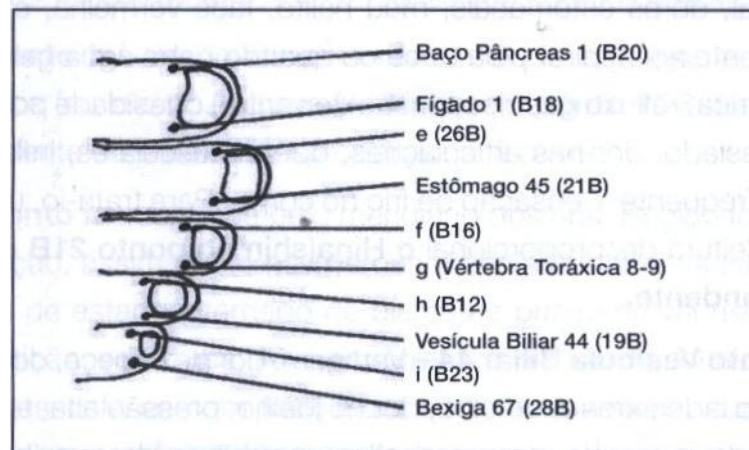 Baço Pâncreas 1 (B20)
Fígado 1 (B18)
e (26B)
Estômago 45 (21B)
f (B16)
g (Vértebra Toráxica 8-9)
h (B12)
Vesícula Biliar 44 (19B)
i (B23)
Bexiga 67 (28B)